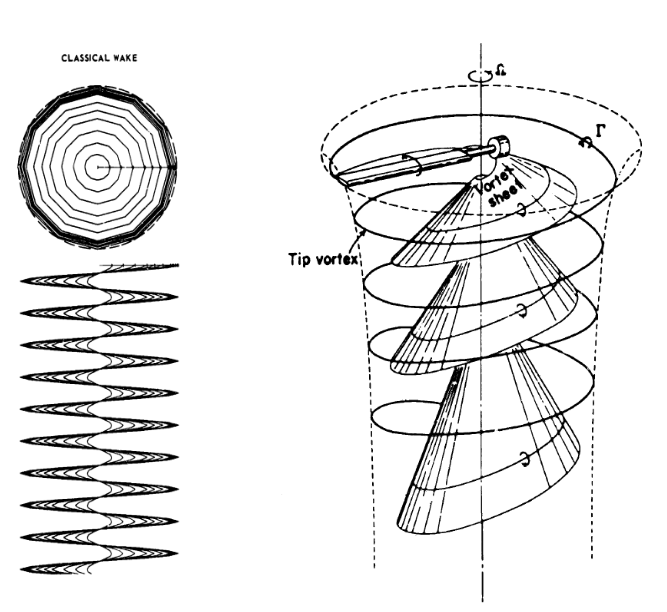 CLASSICAL WAKE
Ω
Γ
Vortex
sheet
Tip vortex